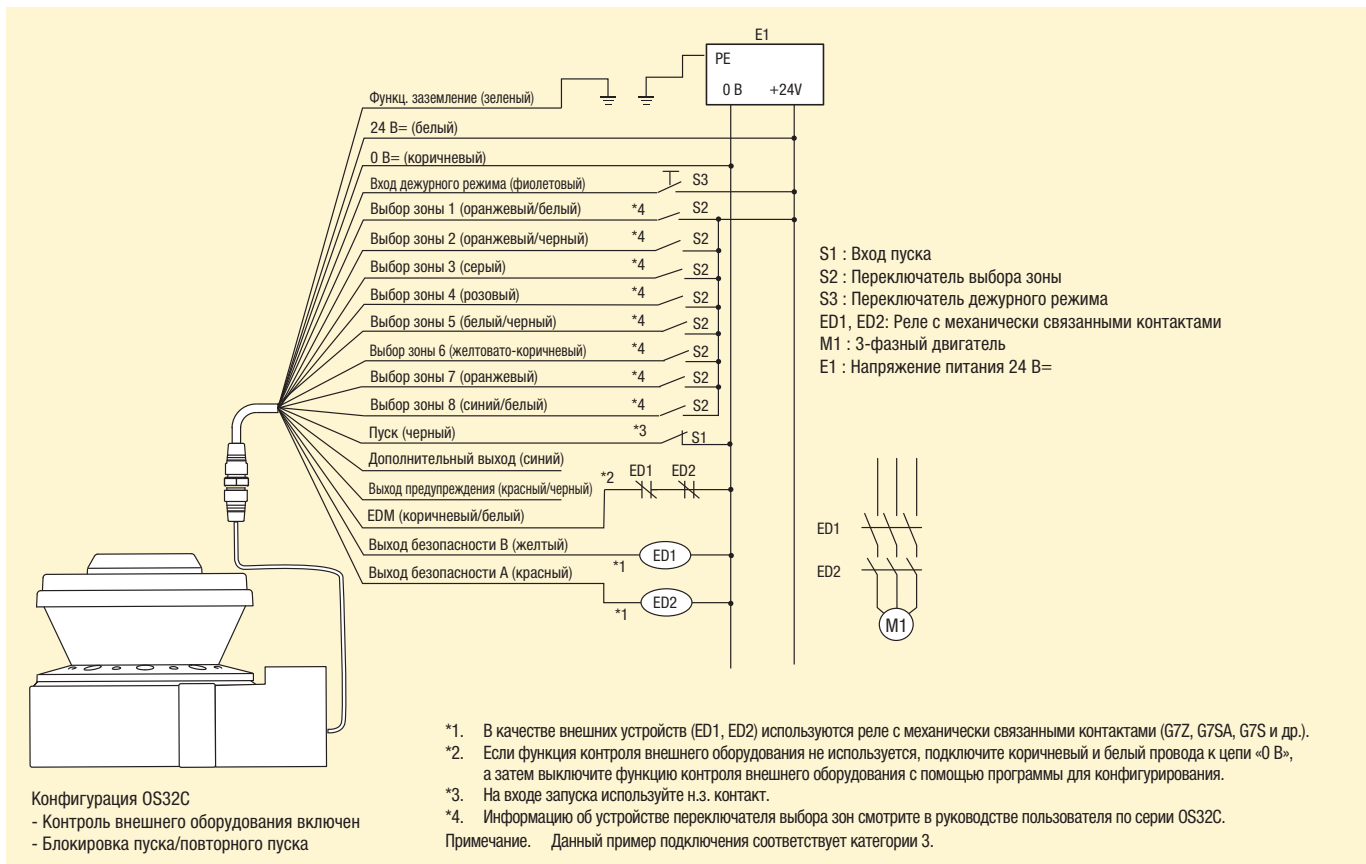 E1
PE
0 В +24V
Функц. заземление (зеленый)
24 В= (белый)
0 В= (коричневый)
Вход дежурного режима (фиолетовый) S3
Выбор зоны 1 (оранжевый/белый) *4 S2
Выбор зоны 2 (оранжевый/черный) *4 S2
Выбор зоны 3 (серый) *4 S2
Выбор зоны 4 (розовый) *4 S2
Выбор зоны 5 (белый/черный) *4 S2
Выбор зоны 6 (желтовато-коричневый) *4 S2
Выбор зоны 7 (оранжевый) *4 S2
Выбор зоны 8 (синий/белый) *4 S2
Пуск (черный) *3 S1
Дополнительный выход (синий)
Выход предупреждения (красный/черный) *2 ED1 ED2
EDM (коричневый/белый)
Выход безопасности В (желтый) *1 ED1
Выход безопасности А (красный) *1 ED2
S1 : Вход пуска
S2 : Переключатель выбора зоны
S3 : Переключатель дежурного режима
ED1, ED2: Реле с механически связанными контактами
M1 : 3-фазный двигатель
E1 : Напряжение питания 24 В=
ED1
ED2
M1
Конфигурация OS32C
- Контроль внешнего оборудования включен
- Блокировка пуска/повторного пуска
*1. В качестве внешних устройств (ED1, ED2) используются реле с механически связанными контактами (G7Z, G7SA, G7S и др.).
*2. Если функция контроля внешнего оборудования не используется, подключите коричневый и белый провода к цепи «0 В»,
а затем выключите функцию контроля внешнего оборудования с помощью программы для конфигурирования.
*3. На входе запуска используйте н.з. контакт.
*4. Информацию об устройстве переключателя выбора зон смотрите в руководстве пользователя по серии OS32C.
Примечание. Данный пример подключения соответствует категории 3.